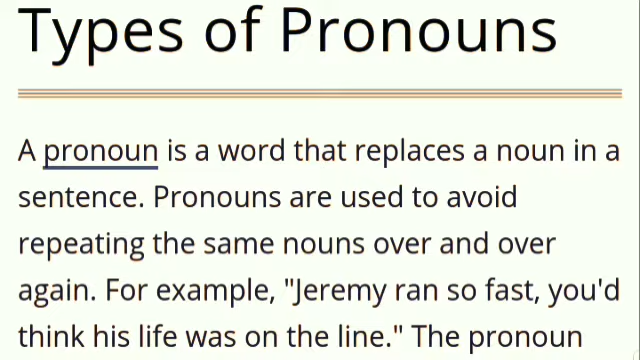 Types of Pronouns
A pronoun is a word that replaces a noun in a
sentence. Pronouns are used to avoid
repeating the same nouns over and over
again. For example, "Jeremy ran so fast, you'd
think his life was on the line." The pronoun